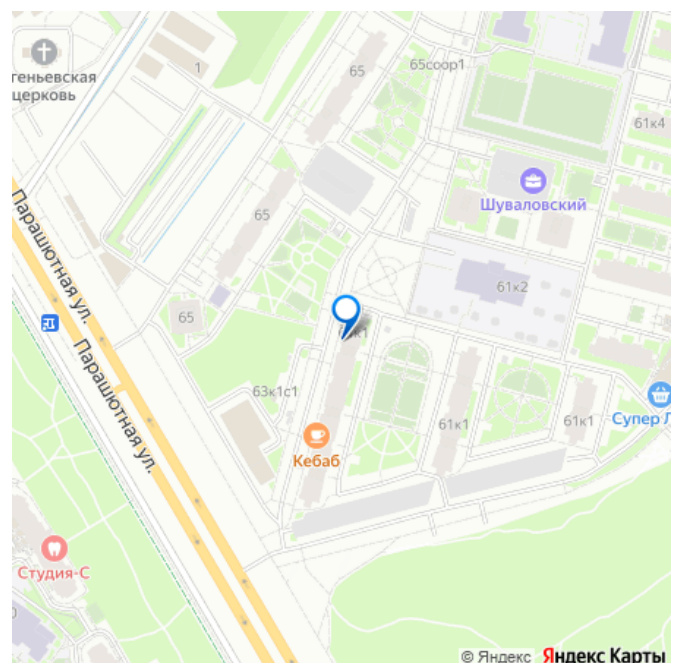 геньевская
церковь
1
65
65соор1
61к4
Шуваловский
65
Парашютная ул.
61к2
65
Парашютная ул.
63к1с1
61к1
61к1
Супер Л
Кебаб
Студия-С
© Яндекс Яндекс Карты